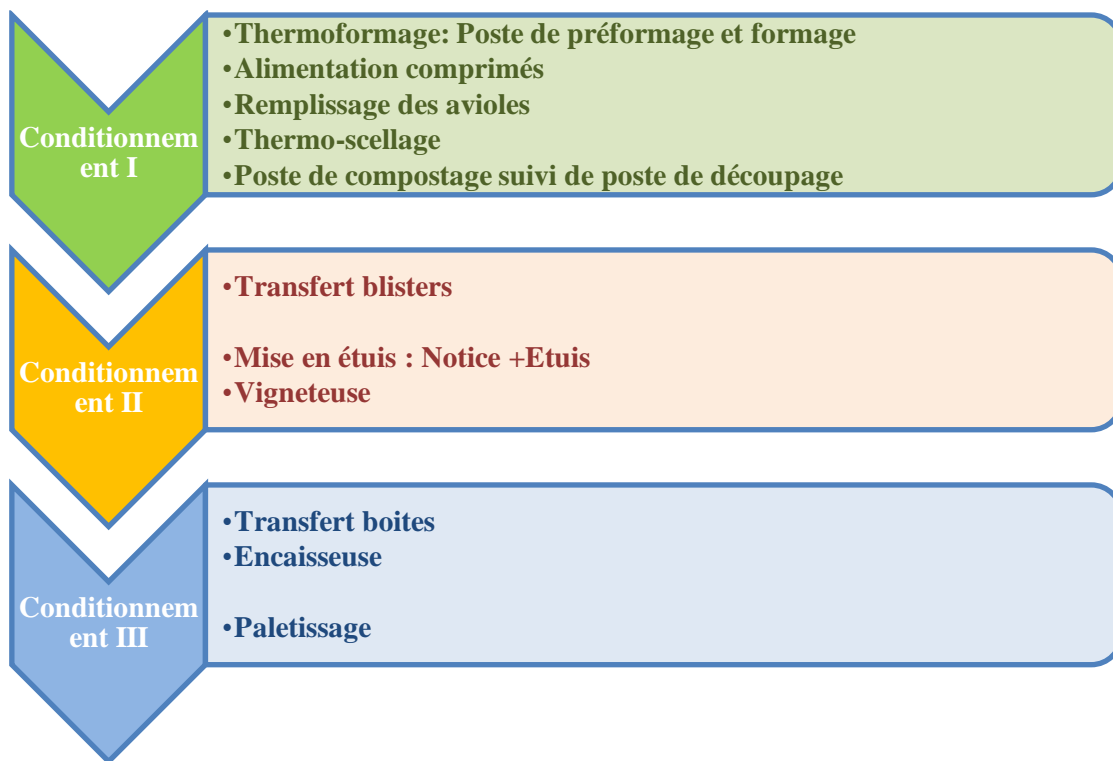 Conditionnem
ent I
•Thermoformage: Poste de préformage et formage
•Alimentation comprimés
•Remplissage des avioles
•Thermo-scellage
•Poste de compostage suivi de poste de découpage
Conditionnem
ent II
•Transfert blisters
•Mise en étuis : Notice +Etuis
•Vigneteuse
Conditionnem
ent III
•Transfert boites
•Encaisseuse
•Paletissage